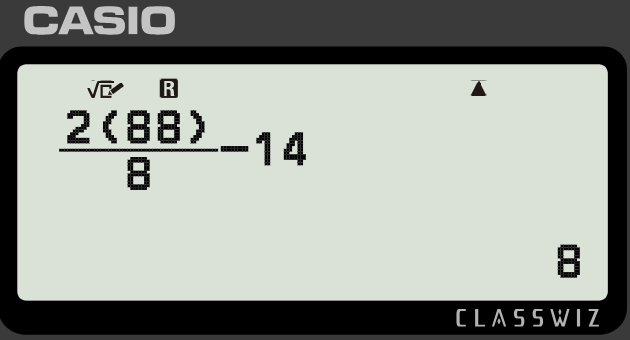 CASIO
√ R ▲
2(88)
8
−14
8
CLASSWIZ